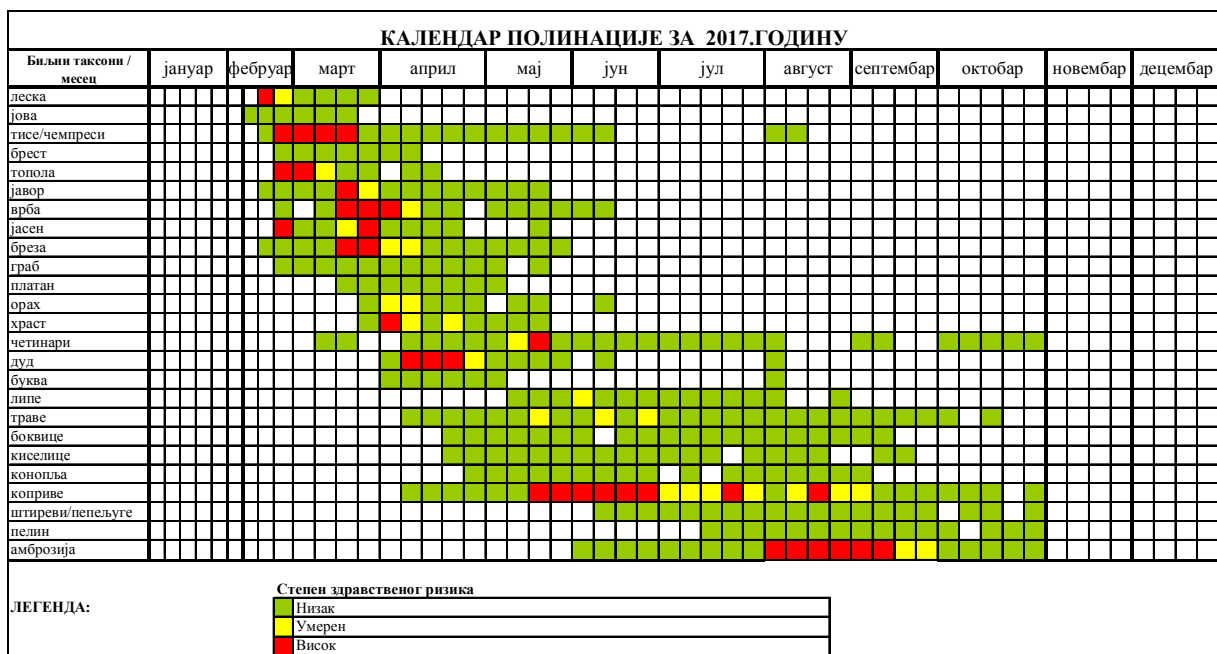 КАЛЕНДАР ПОЛИНАЦИЈЕ ЗА 2017.ГОДИНУ
Биљни таксони / месец јануар фебруар март април мај јун јул август септембар октобар новембар децембар
леска
јова
тисе/чемпреси
брест
топола
јавор
врба
јасен
бреза
граб
платан
орах
храст
четинари
дуд
буква
липе
траве
боквице
киселице
конопља
коприве
штиреви/пепељуге
пелин
амброзија
Степен здравственог ризика
ЛЕГЕНДА:
Низак
Умерен
Висок